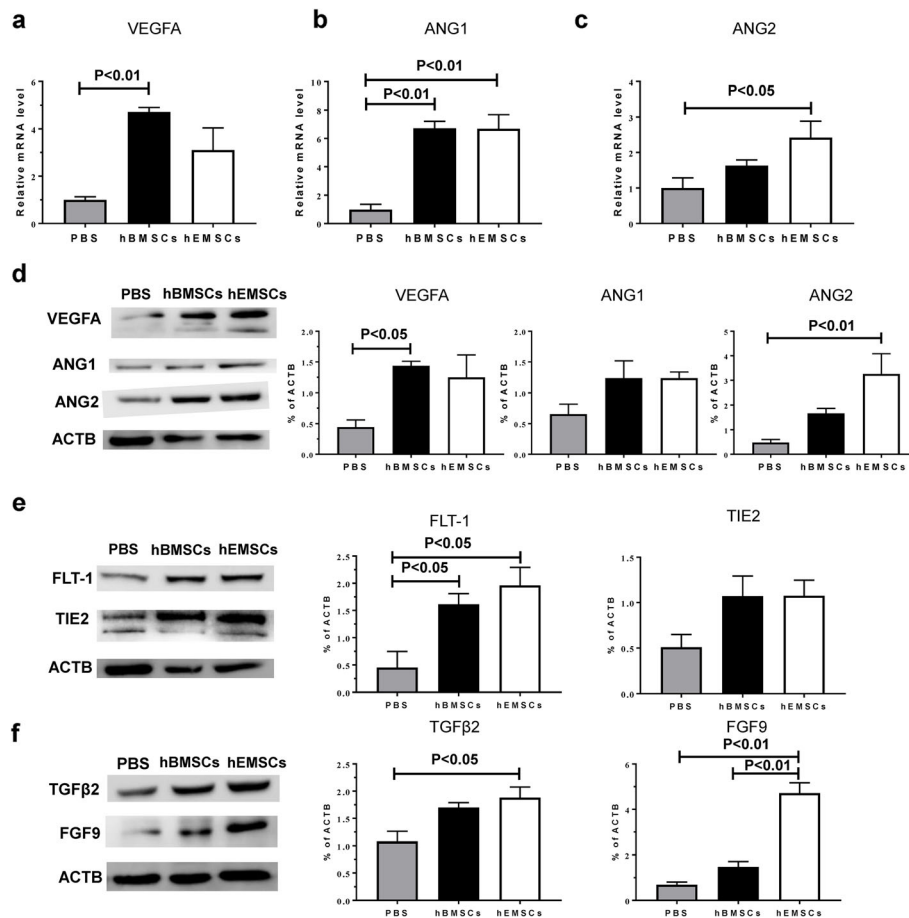 a
VEGFA
Relative mRNA level
6
4
2
0
P<0.01
PBS hBMSCs hEMSCs
b
ANG1
Relative mRNA level
10
8
6
4
2
0
P<0.01
P<0.01
PBS hBMSCs hEMSCs
c
ANG2
Relative mRNA level
4
3
2
1
0
P<0.05
PBS hBMSCs hEMSCs
d
PBS hBMSCs hEMSCs
VEGFA
ANG1
ANG2
ACTB
VEGFA
% of ACTB
2.0
1.5
1.0
0.5
0.0
P<0.05
PBS hBMSCs hEMSCs
ANG1
% of ACTB
2.0
1.5
1.0
0.5
0.0
PBS hBMSCs hEMSCs
ANG2
% of ACTB
5
4
3
2
1
0
P<0.01
PBS hBMSCs hEMSCs
e
PBS hBMSCs hEMSCs
FLT-1
TIE2
ACTB
FLT-1
% of ACTB
2.5
2.0
1.5
1.0
0.5
0.0
P<0.05
P<0.05
PBS hBMSCs hEMSCs
TIE2
% of ACTB
1.5
1.0
0.5
0.0
PBS hBMSCs hEMSCs
f
PBS hBMSCs hEMSCs
TGFβ2
FGF9
ACTB
TGFβ2
% of ACTB
2.5
2.0
1.5
1.0
0.5
0.0
P<0.05
PBS hBMSCs hEMSCs
FGF9
% of ACTB
6
4
2
0
P<0.01
P<0.01
PBS hBMSCs hEMSCs